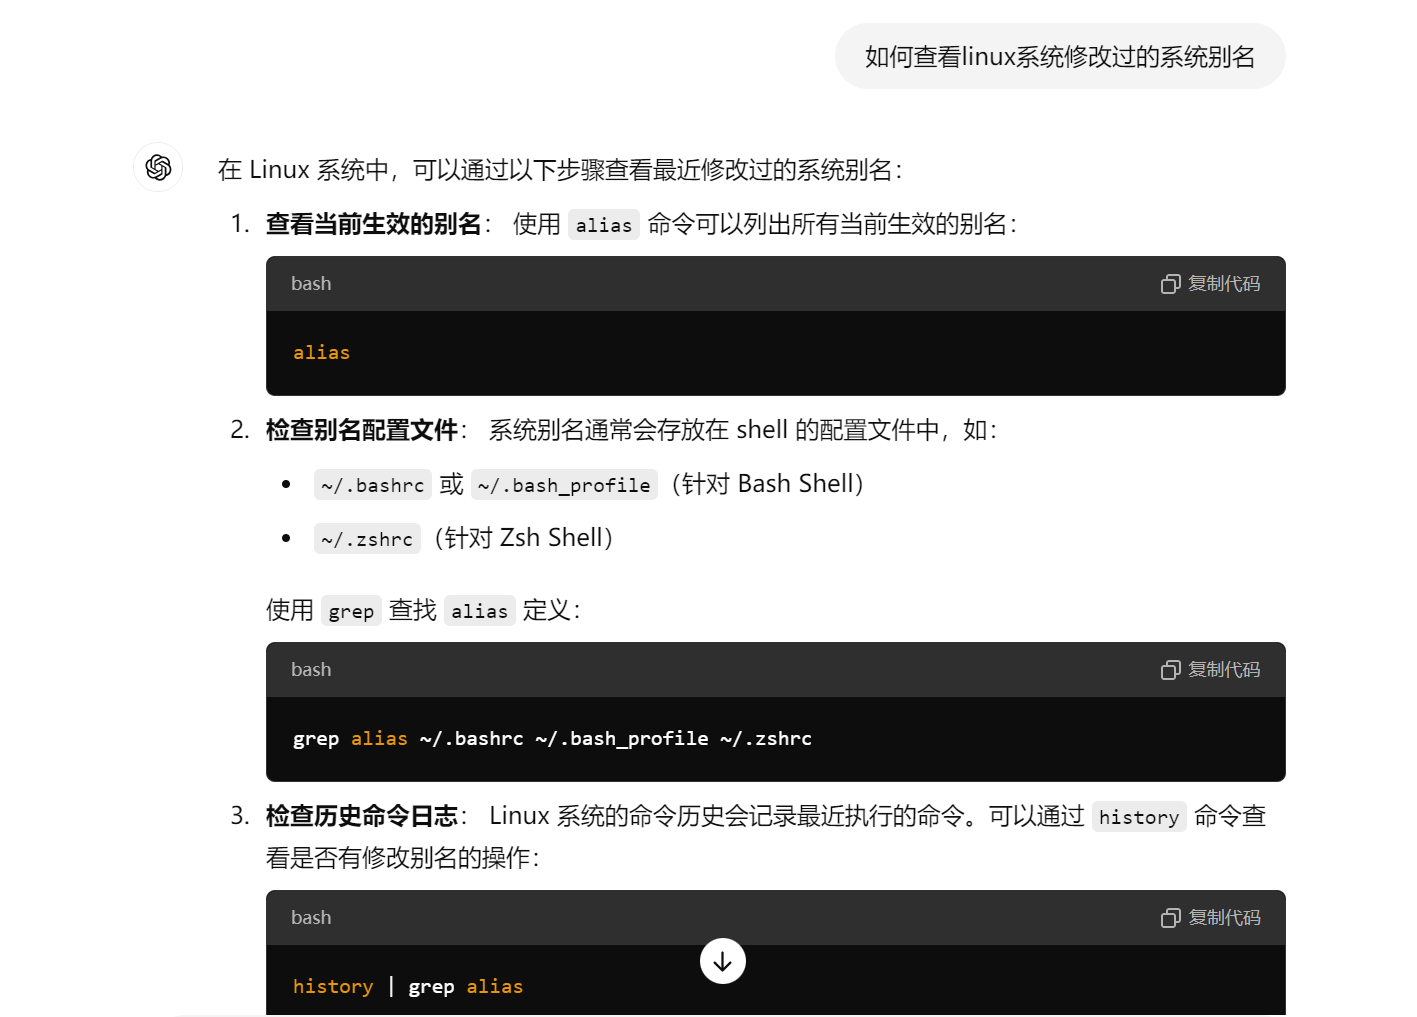 如何查看linux系统修改过的系统别名
在 Linux 系统中，可以通过以下步骤查看最近修改过的系统别名：
1. 查看当前生效的别名： 使用 alias 命令可以列出所有当前生效的别名：
bash 复制代码
alias
2. 检查别名配置文件： 系统别名通常会存放在 shell 的配置文件中，如：
• ~/.bashrc 或 ~/.bash_profile（针对 Bash Shell）
• ~/.zshrc（针对 Zsh Shell）
使用 grep 查找 alias 定义：
bash 复制代码
grep alias ~/.bashrc ~/.bash_profile ~/.zshrc
3. 检查历史命令日志： Linux 系统的命令历史会记录最近执行的命令。可以通过 history 命令查
看是否有修改别名的操作：
bash 复制代码
history | grep alias